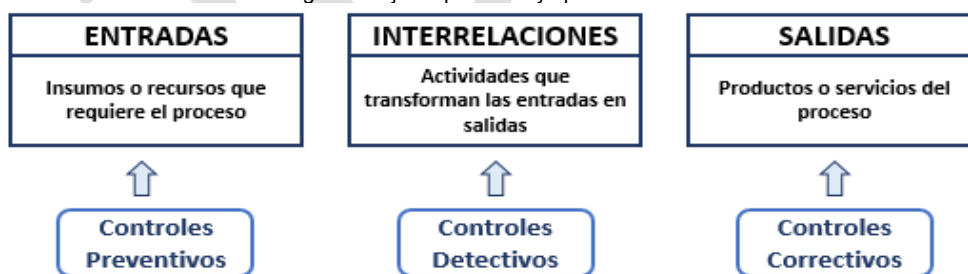 ENTRADAS
Insumos o recursos que
requiere el proceso
INTERRELACIONES
Actividades que
transforman las entradas en
salidas
SALIDAS
Productos o servicios del
proceso
Controles
Preventivos
Controles
Detectivos
Controles
Correctivos